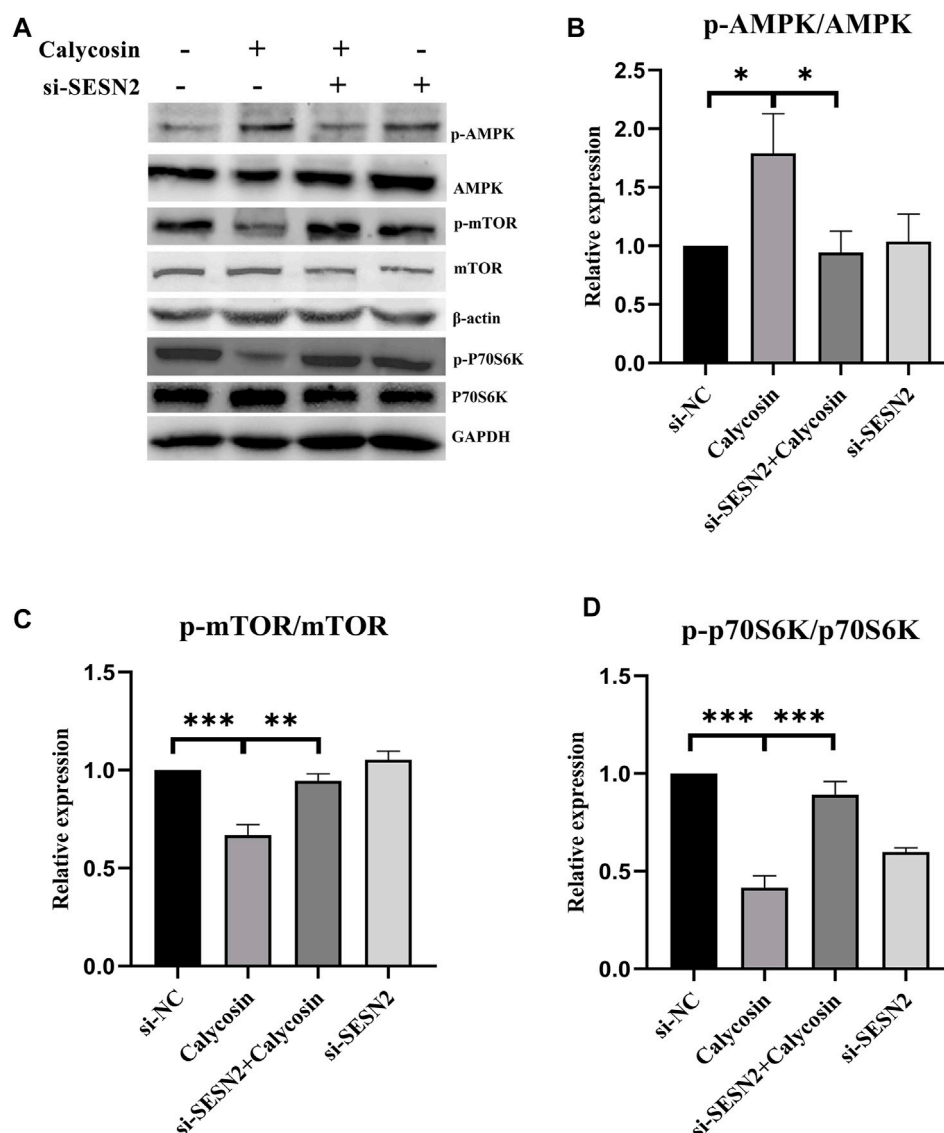 A
Calycosin - + + -
si-SESN2 - - + +
p-AMPK
AMPK
p-mTOR
mTOR
β-actin
p-P70S6K
P70S6K
GAPDH
B
p-AMPK/AMPK
Relative expression
2.5
2.0
1.5
1.0
0.5
0.0
* *
si-NC
Calycosin
si-SESN2+Calycosin
si-SESN2
C
p-mTOR/mTOR
Relative expression
1.5
1.0
0.5
0.0
*** **
si-NC
Calycosin
si-SESN2+Calycosin
si-SESN2
D
p-p70S6K/p70S6K
Relative expression
1.5
1.0
0.5
0.0
*** ***
si-NC
Calycosin
si-SESN2+Calycosin
si-SESN2